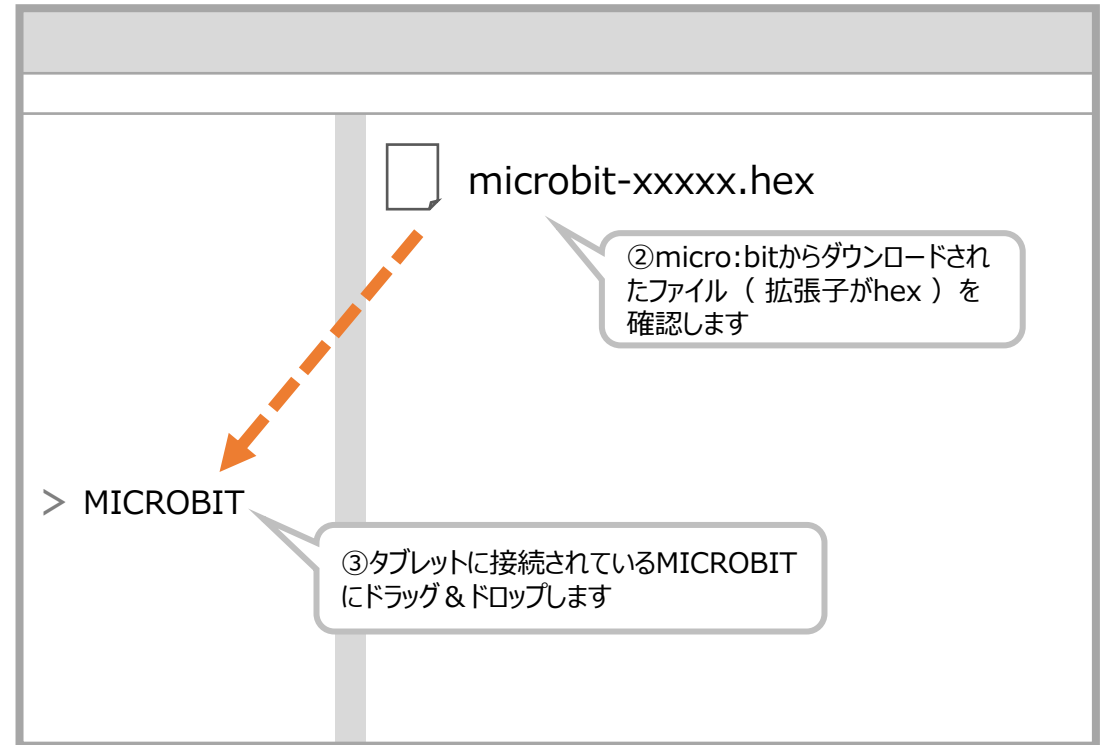 microbit-xxxxx.hex
②micro:bitからダウンロードされ
たファイル（ 拡張子がhex ）を
確認します
> MICROBIT
③タブレットに接続されているMICROBIT
にドラッグ＆ドロップします